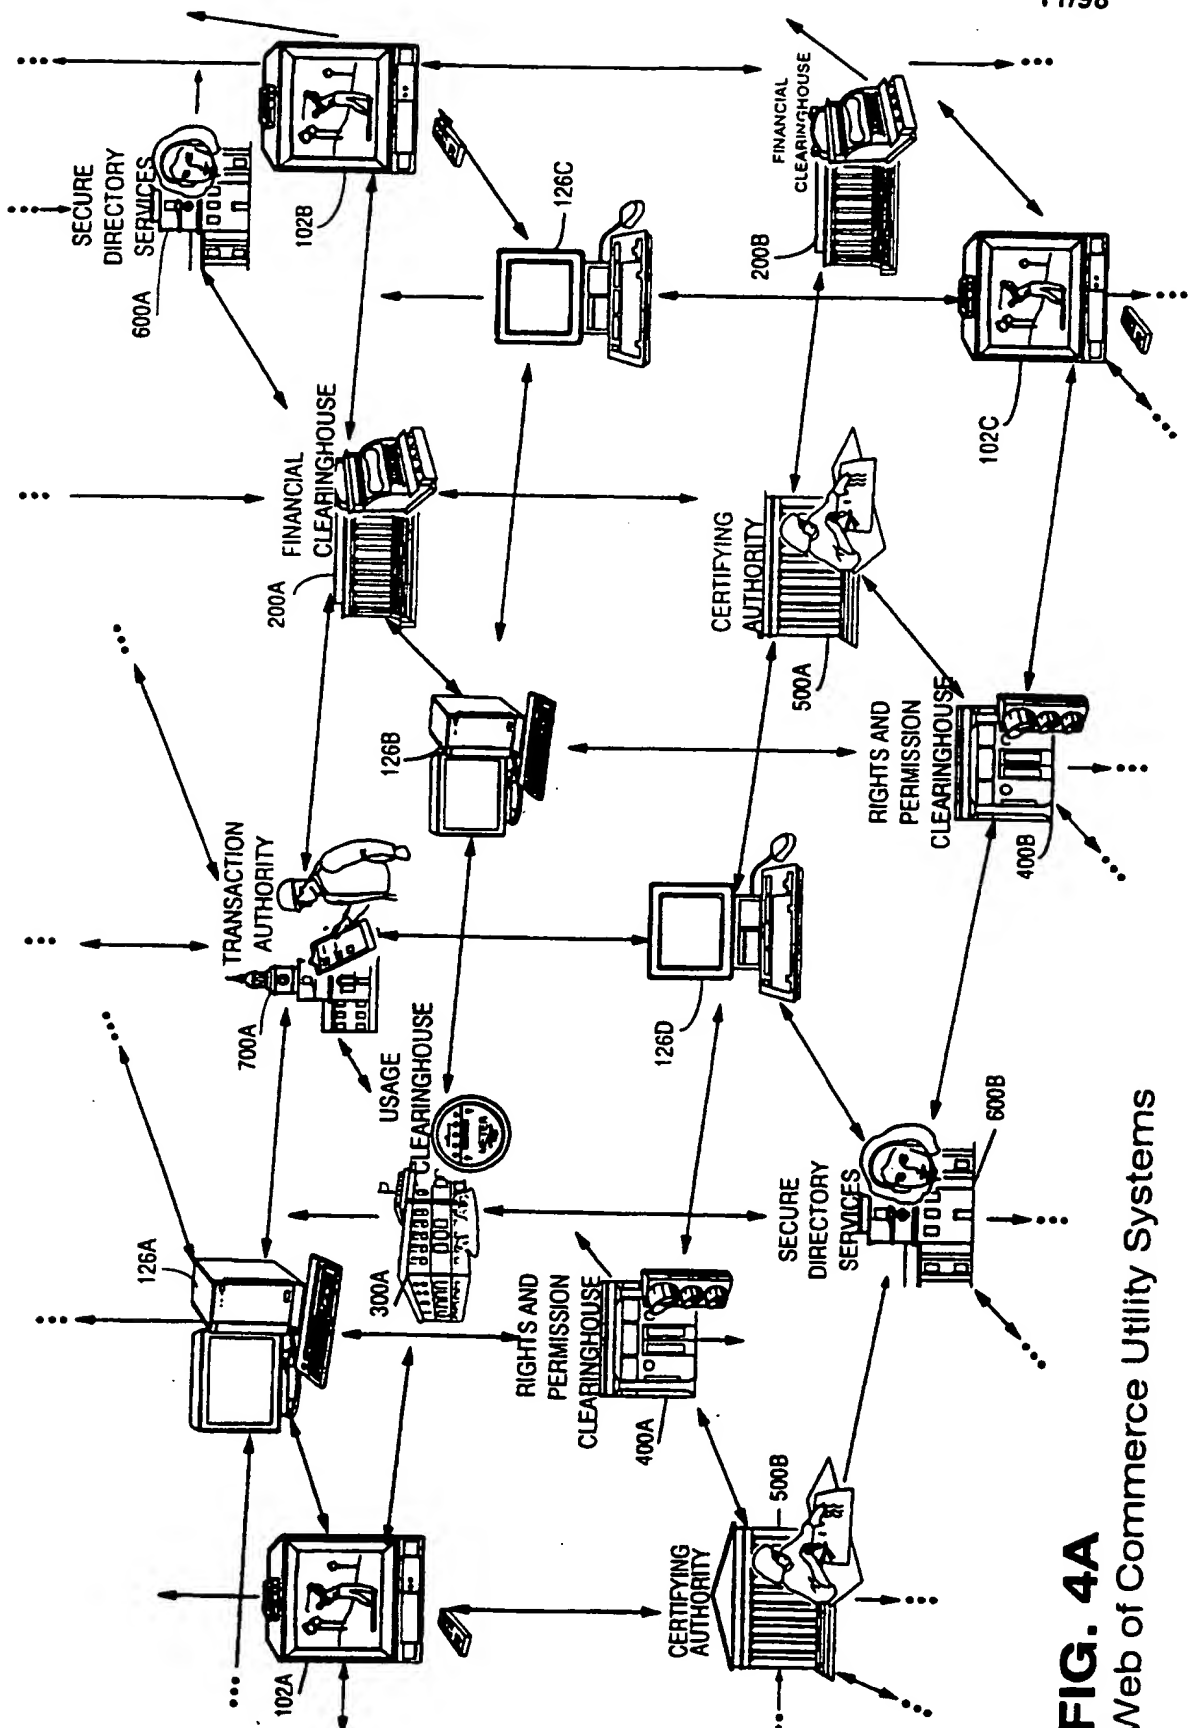 11/98
SECURE
DIRECTORY
SERVICES
600A
102B
126C
FINANCIAL
CLEARINGHOUSE
200B
102C
FINANCIAL
CLEARINGHOUSE
200A
CERTIFYING
AUTHORITY
500A
126B
RIGHTS AND
PERMISSION
CLEARINGHOUSE
400B
TRANSACTION
AUTHORITY
700A
126D
USAGE
CLEARINGHOUSE
METER
300A
126A
SECURE
DIRECTORY
SERVICES
600B
RIGHTS AND
PERMISSION
CLEARINGHOUSE
400A
102A
CERTIFYING
AUTHORITY
500B
FIG. 4A
Web of Commerce Utility Systems